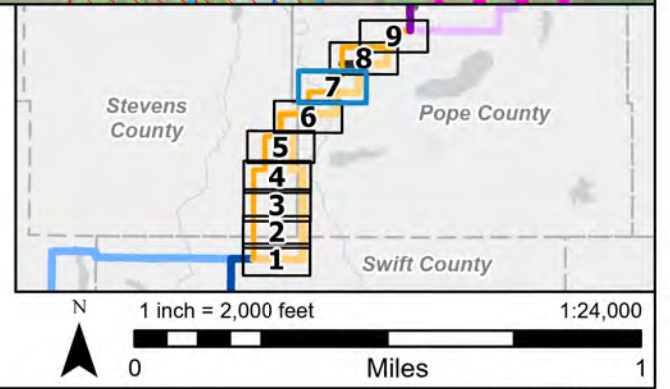 9
8
7
Stevens
County
Pope County
6
5
4
3
2
1
Swift County
N
1 inch = 2,000 feet
1:24,000
0
Miles
1